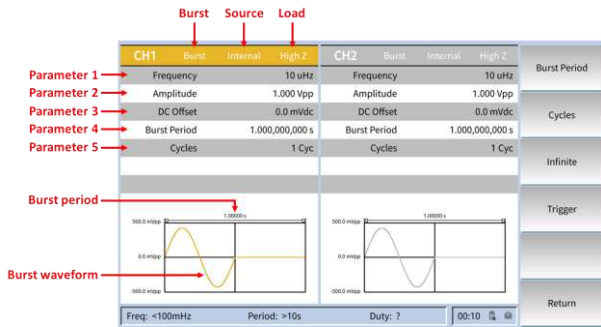 Burst Source Load
CH1 Burst Internal High Z CH2 Burst Internal High Z Burst Period
Parameter 1 Frequency 10 uHz Frequency 10 uHz
Parameter 2 Amplitude 1.000 Vpp Amplitude 1.000 Vpp
Parameter 3 DC Offset 0.0 mVdc DC Offset 0.0 mVdc Cycles
Parameter 4 Burst Period 1.000,000,000 s Burst Period 1.000,000,000 s
Parameter 5 Cycles 1 Cyc Cycles 1 Cyc
Infinite
Burst period
Trigger
1.00000 s 1.00000 s
500.0 mVpp 500.0 mVpp
0.0 mVpp 0.0 mVpp
Burst waveform
-500.0 mVpp -500.0 mVpp
Return
Freq: <100mHz Period: >10s Duty: ? 00:10